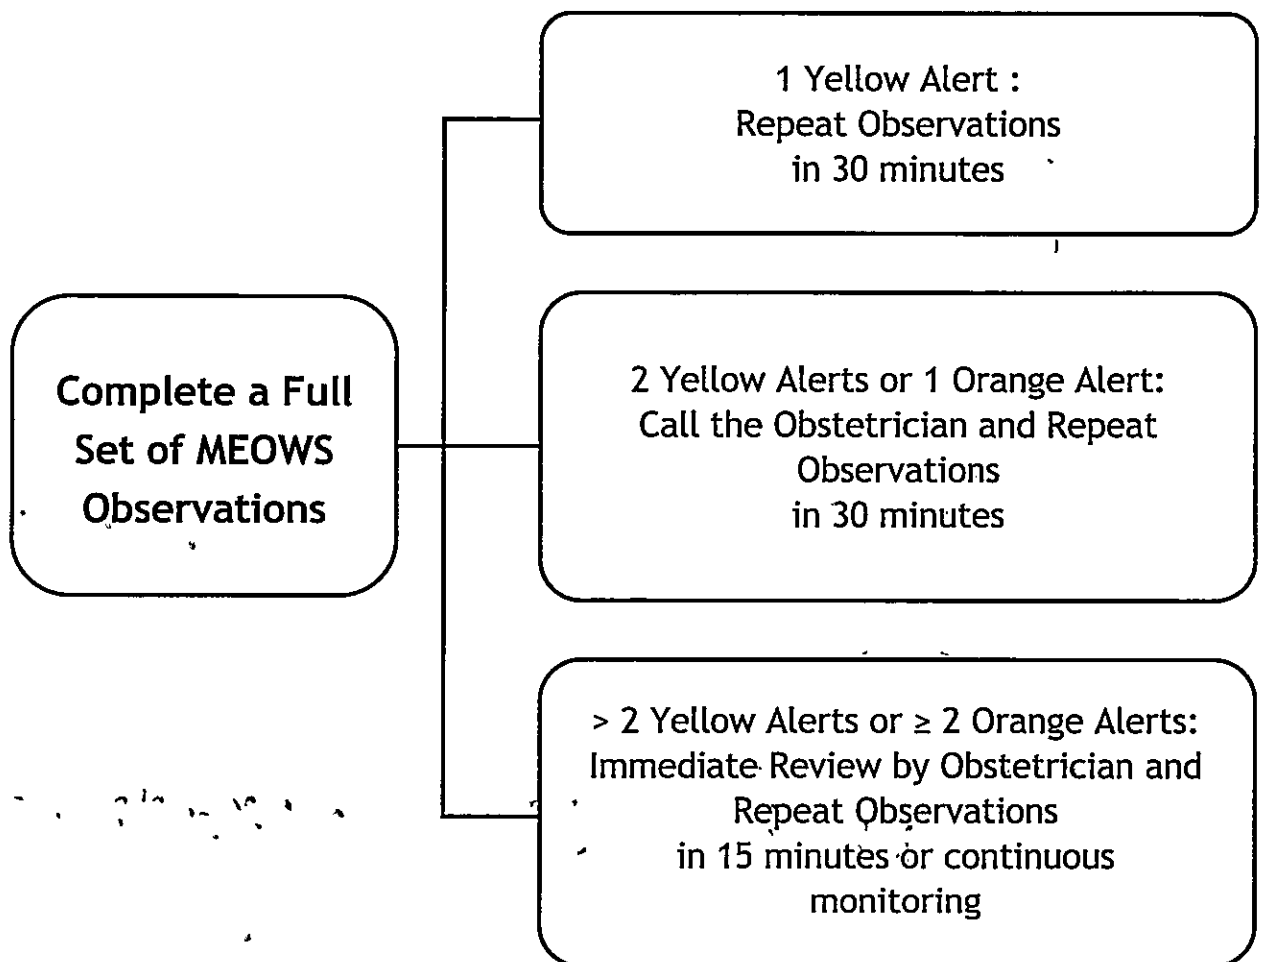 1 Yellow Alert :
Repeat Observations
in 30 minutes
Complete a Full
Set of MEOWS
Observations
2 Yellow Alerts or 1 Orange Alert:
Call the Obstetrician and Repeat
Observations
in 30 minutes
> 2 Yellow Alerts or ≥ 2 Orange Alerts:
Immediate Review by Obstetrician and
Repeat Observations
in 15 minutes or continuous
monitoring